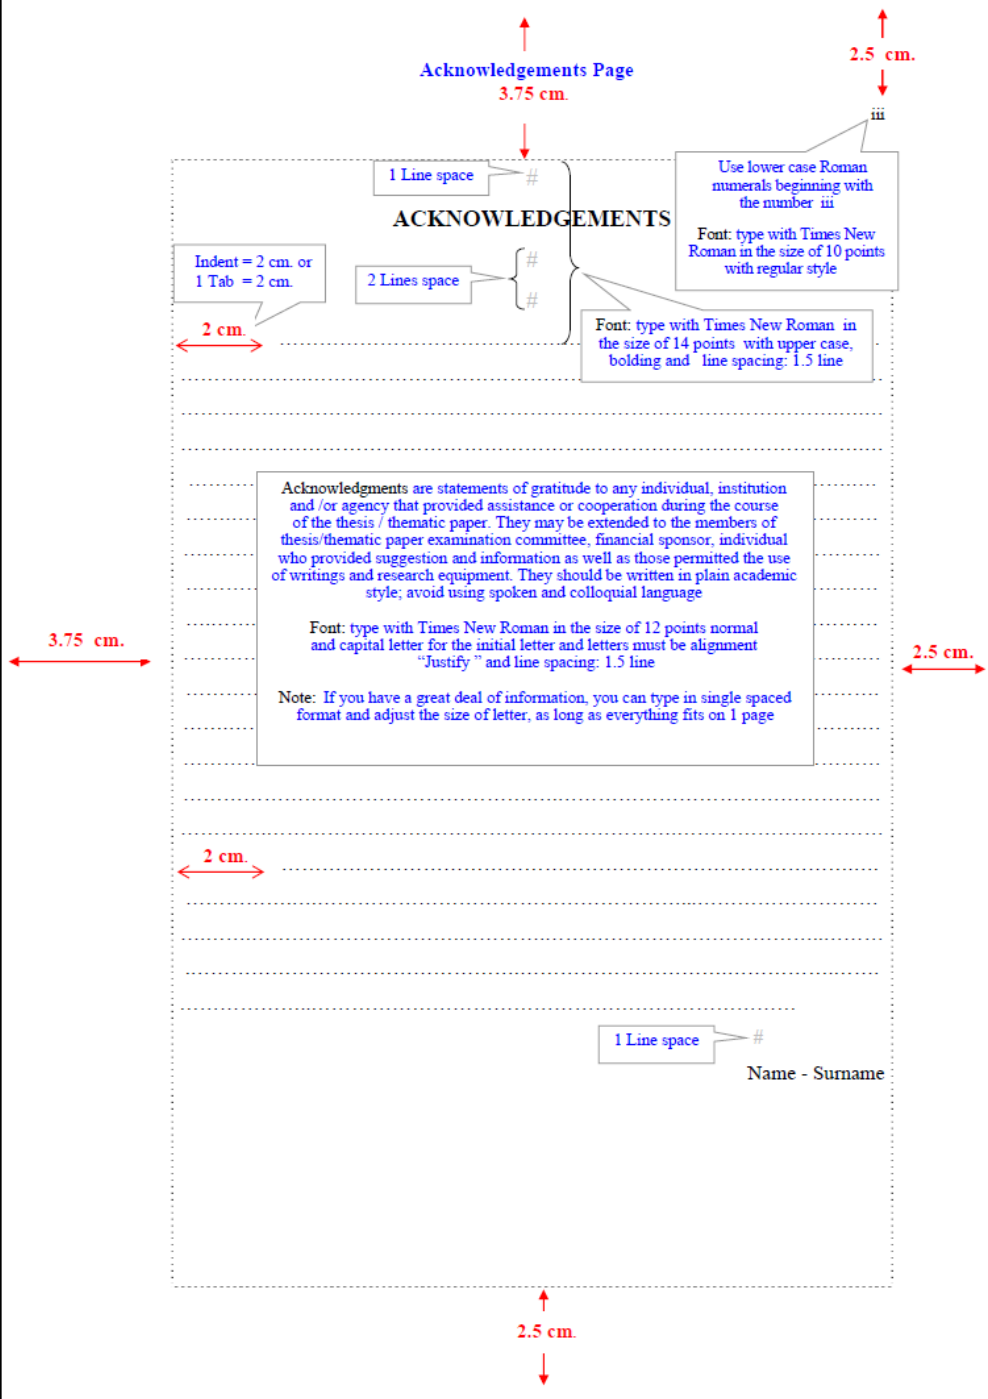 Acknowledgements Page
3.75 cm.
2.5 cm.
iii
1 Line space
#
Use lower case Roman
numerals beginning with
the number iii
Font: type with Times New
Roman in the size of 10 points
with regular style
ACKNOWLEDGEMENTS
Indent = 2 cm. or
1 Tab = 2 cm.
2 Lines space
#
#
Font: type with Times New Roman in
the size of 14 points with upper case,
bolding and line spacing: 1.5 line
2 cm.
Acknowledgments are statements of gratitude to any individual, institution
and /or agency that provided assistance or cooperation during the course
of the thesis / thematic paper. They may be extended to the members of
thesis/thematic paper examination committee, financial sponsor, individual
who provided suggestion and information as well as those permitted the use
of writings and research equipment. They should be written in plain academic
style; avoid using spoken and colloquial language
Font: type with Times New Roman in the size of 12 points normal
and capital letter for the initial letter and letters must be alignment
“Justify ” and line spacing: 1.5 line
Note: If you have a great deal of information, you can type in single spaced
format and adjust the size of letter, as long as everything fits on 1 page
3.75 cm.
2.5 cm.
2 cm.
1 Line space
#
Name - Surname
2.5 cm.